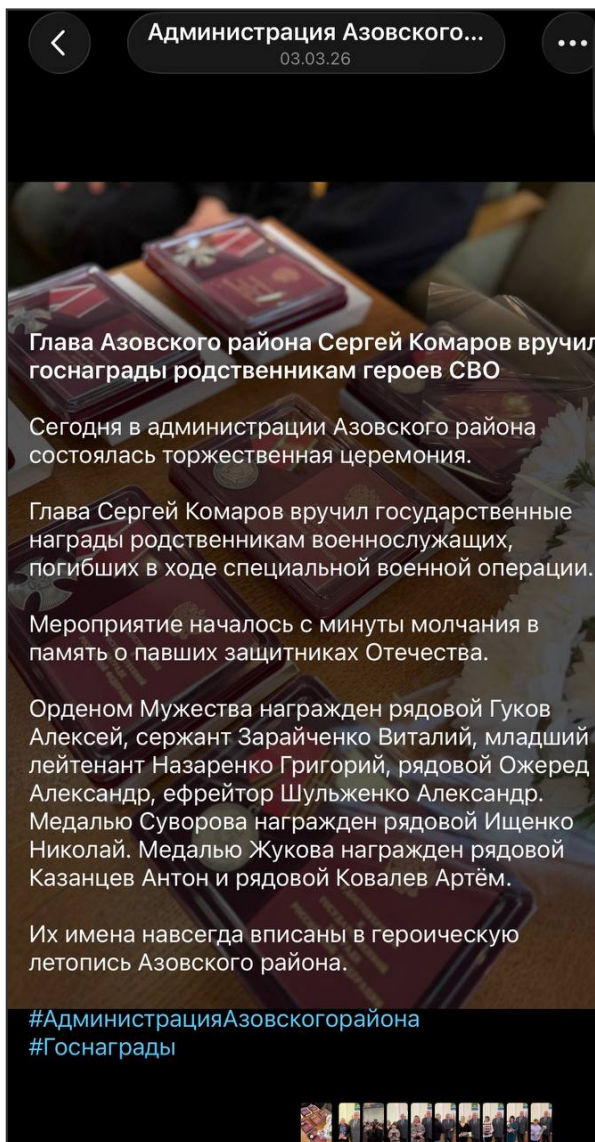 Администрация Азовского...
03.03.26
Глава Азовского района Сергей Комаров вручил
госнаграды родственникам героев СВО
Сегодня в администрации Азовского района
состоялась торжественная церемония.
Глава Сергей Комаров вручил государственные
награды родственникам военнослужащих,
погибших в ходе специальной военной операции.
Мероприятие началось с минуты молчания в
память о павших защитниках Отечества.
Орденом Мужества награжден рядовой Гуков
Алексей, сержант Зарайченко Виталий, младший
лейтенант Назаренко Григорий, рядовой Ожеред
Александр, ефрейтор Шульженко Александр.
Медалью Суворова награжден рядовой Ищенко
Николай. Медалью Жукова награжден рядовой
Казанцев Антон и рядовой Ковалев Артём.
Их имена навсегда вписаны в героическую
летопись Азовского района.
#АдминистрацияАзовскогорайона
#Госнаграды